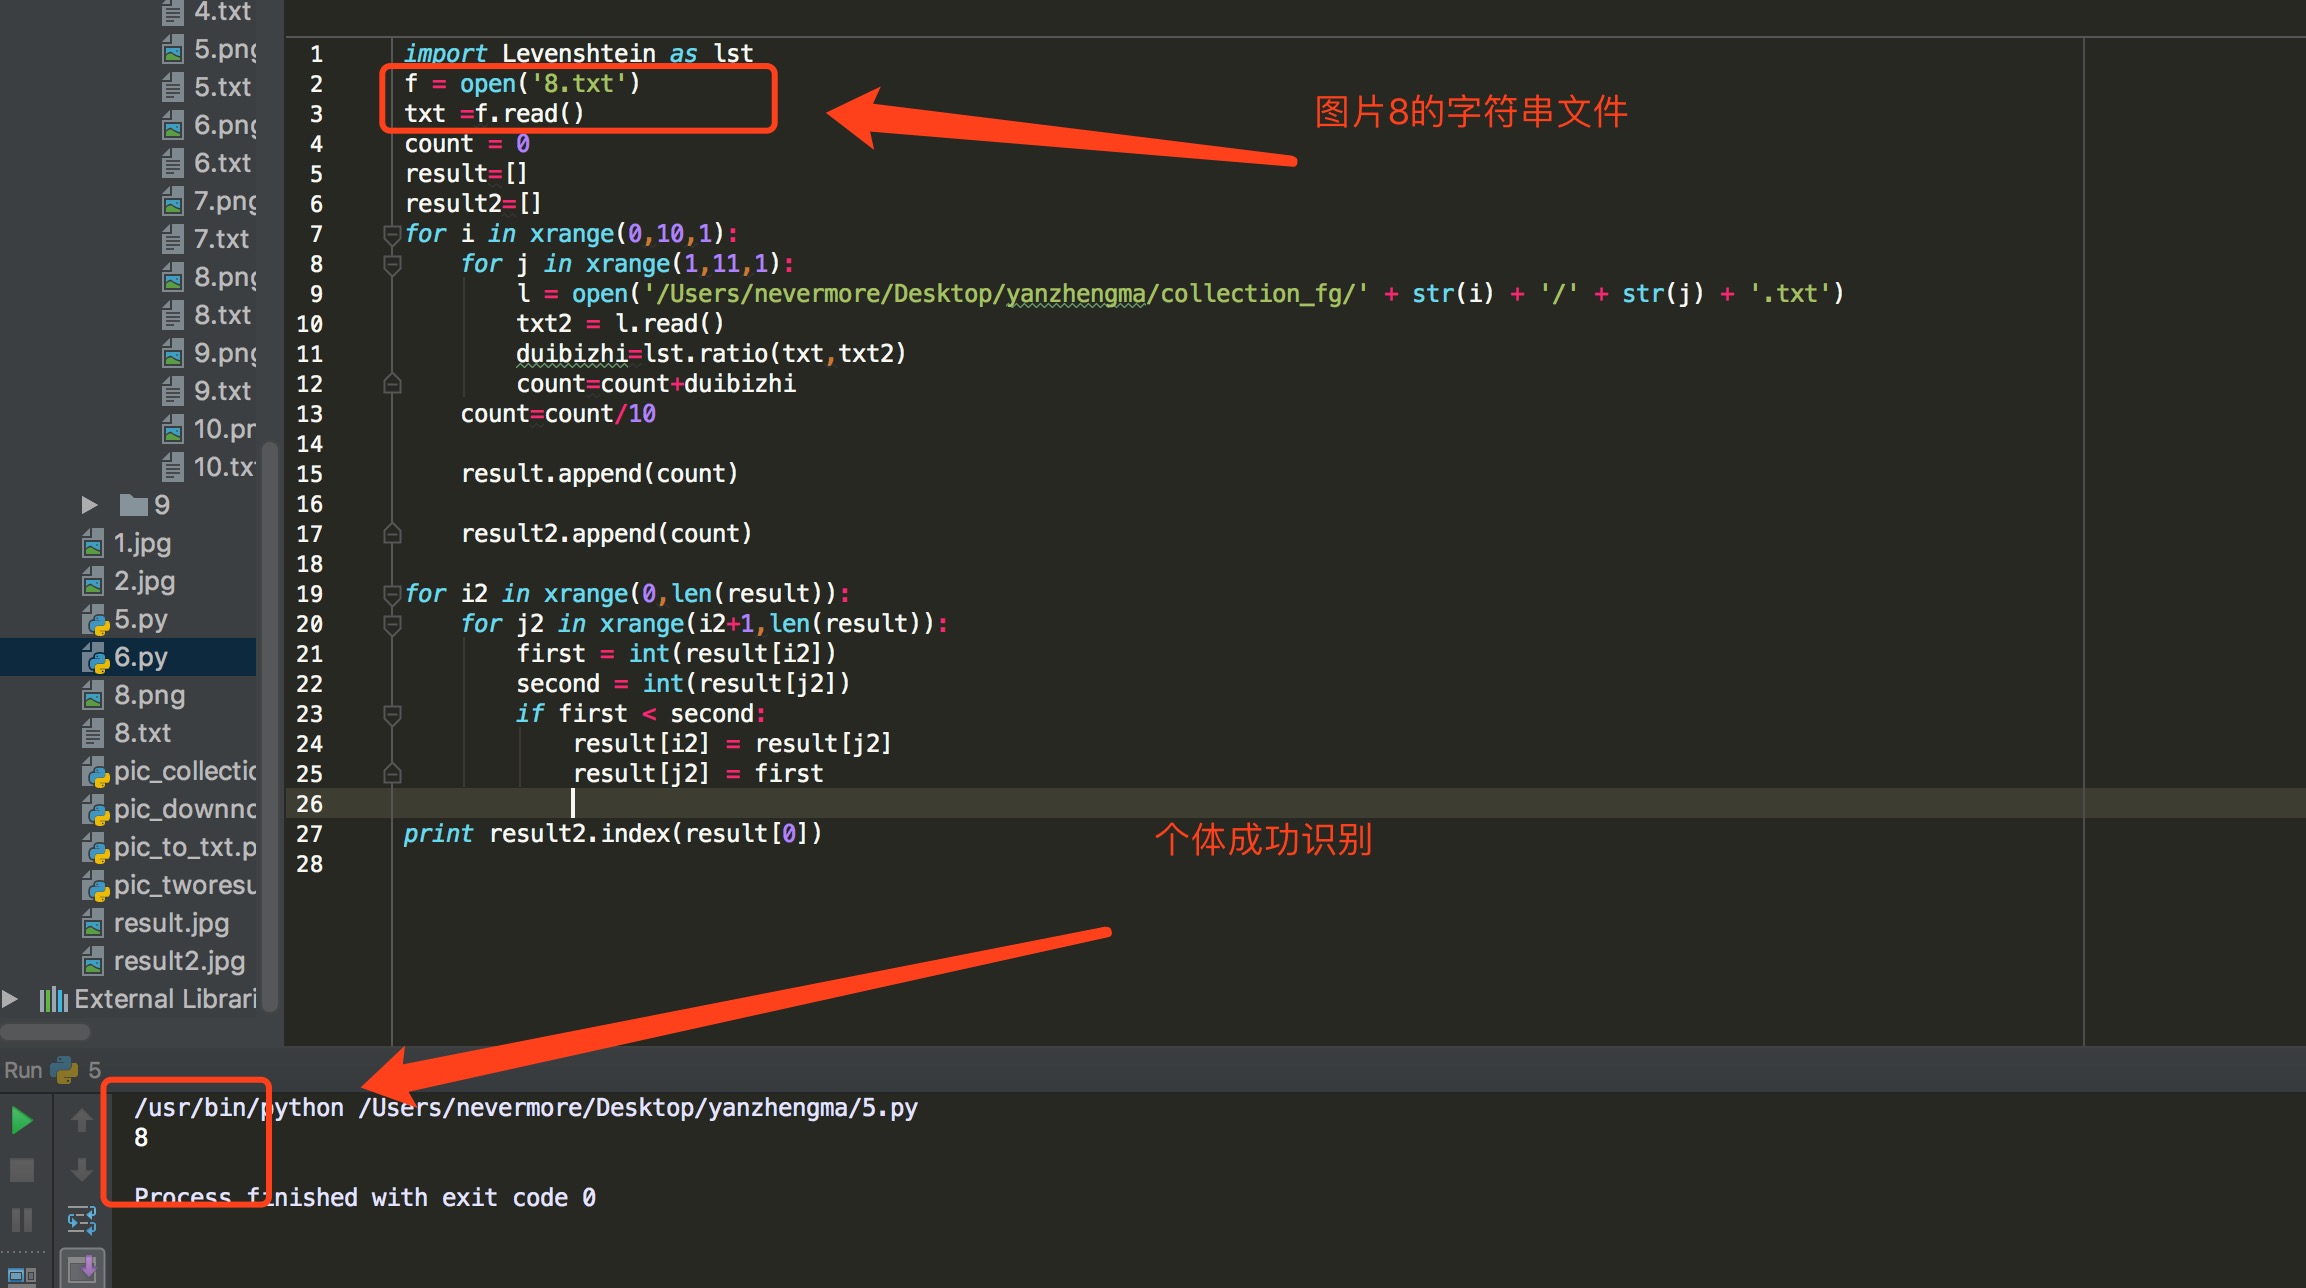 4.txt
5.png
5.txt
6.png
6.txt
7.png
7.txt
8.png
8.txt
9.png
9.txt
10.pn
10.tx
9
1.jpg
2.jpg
5.py
6.py
8.png
8.txt
pic_collectic
pic_downnc
pic_to_txt.p
pic_tworesu
result.jpg
result2.jpg
External Librari
1 import Levenshtein as lst
2 f = open('8.txt')
3 txt =f.read()
4 count = 0
5 result=[]
6 result2=[]
7 for i in xrange(0,10,1):
8 for j in xrange(1,11,1):
9 l = open('/Users/nevermore/Desktop/yanzhengma/collection_fg/' + str(i) + '/' + str(j) + '.txt')
10 txt2 = l.read()
11 duibizhi=lst.ratio(txt,txt2)
12 count=count+duibizhi
13 count=count/10
14
15 result.append(count)
16
17 result2.append(count)
18
19 for i2 in xrange(0,len(result)):
20 for j2 in xrange(i2+1,len(result)):
21 first = int(result[i2])
22 second = int(result[j2])
23 if first < second:
24 result[i2] = result[j2]
25 result[j2] = first
26
27 print result2.index(result[0])
28
图片8的字符串文件
个体成功识别
Run 5
/usr/bin/python /Users/nevermore/Desktop/yanzhengma/5.py
8
Process finished with exit code 0